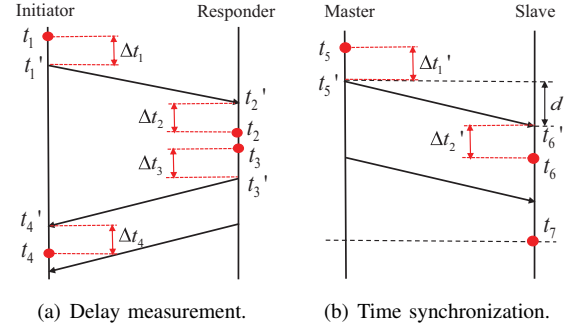 Initiator Responder
t₁
Δt₁
t₁'
t₂'
Δt₂
t₂
t₃
Δt₃
t₃'
t₄'
Δt₄
t₄
(a) Delay measurement.
Master Slave
t₅
Δt₁'
t₅'
d
Δt₂'
t₆'
t₆
t₇
(b) Time synchronization.